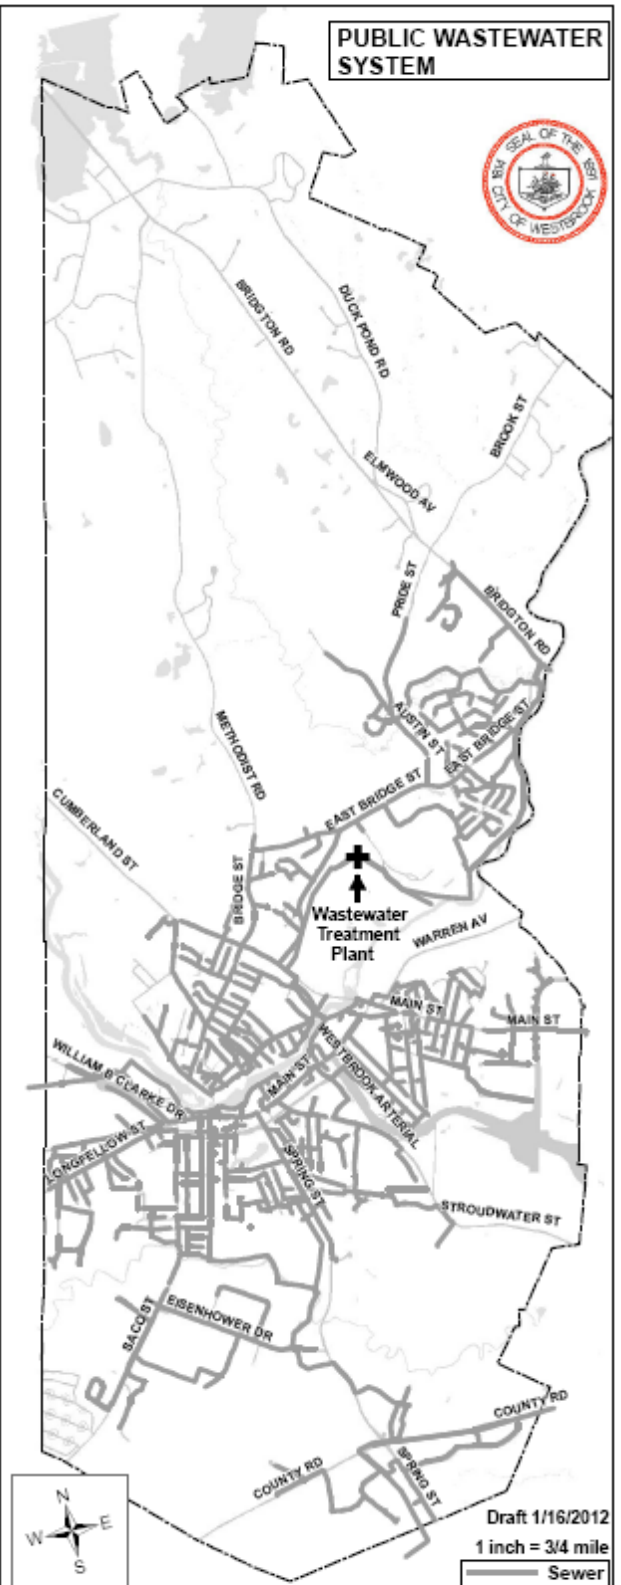 PUBLIC WASTEWATER
SYSTEM
1814 SEAL OF THE 1891
CITY OF WESTBROOK
BRIDGTON RD
DUCK POND RD
BROOK ST
ELMWOOD AV
PRIDE ST
BRIDGTON RD
AUSTIN ST
EAST BRIDGE ST
METHODIST RD
EAST BRIDGE ST
CUMBERLAND ST
BRIDGE ST
Wastewater
Treatment
Plant
WARREN AV
MAIN ST
MAIN ST
WILLIAM B CLARKE DR
MAIN ST
WESTBROOK ARTERIAL
LONGFELLOW ST
SPRING ST
STROUDWATER ST
SACO ST
EISENHOWER DR
COUNTY RD
COUNTY RD
SPRING ST
N
W E
S
Draft 1/16/2012
1 inch = 3/4 mile
Sewer